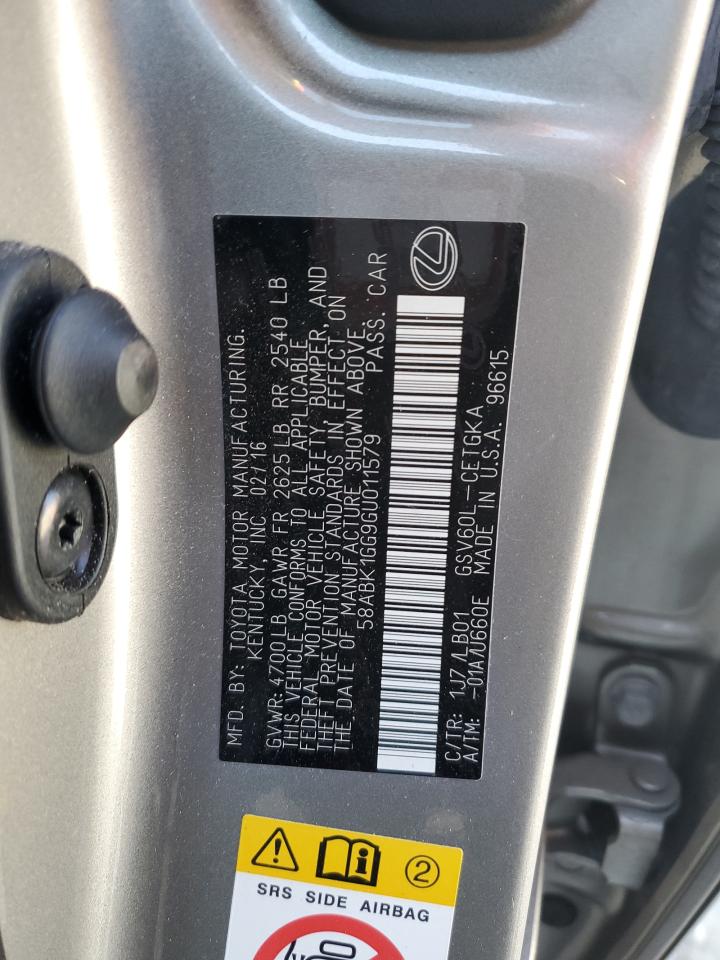 MFD. BY: TOYOTA MOTOR MANUFACTURING.
KENTUCKY, INC 02/16
GVWR: 4700LB GAWR FR 2625LB RR 2540 LB
THIS VEHICLE CONFORMS TO ALL APPLICABLE
FEDERAL MOTOR VEHICLE SAFETY, BUMPER, AND
THEFT PREVENTION STANDARDS IN EFFECT ON
THE DATE OF MANUFACTURE SHOWN ABOVE.
58ABK1GG9GU011579 PASS. CAR
C/TR: 1J7/LB01 GSV60L-CETGKA
A/TM: -01A/U660E MADE IN U.S.A. 96615
2
SRS SIDE AIRBAG